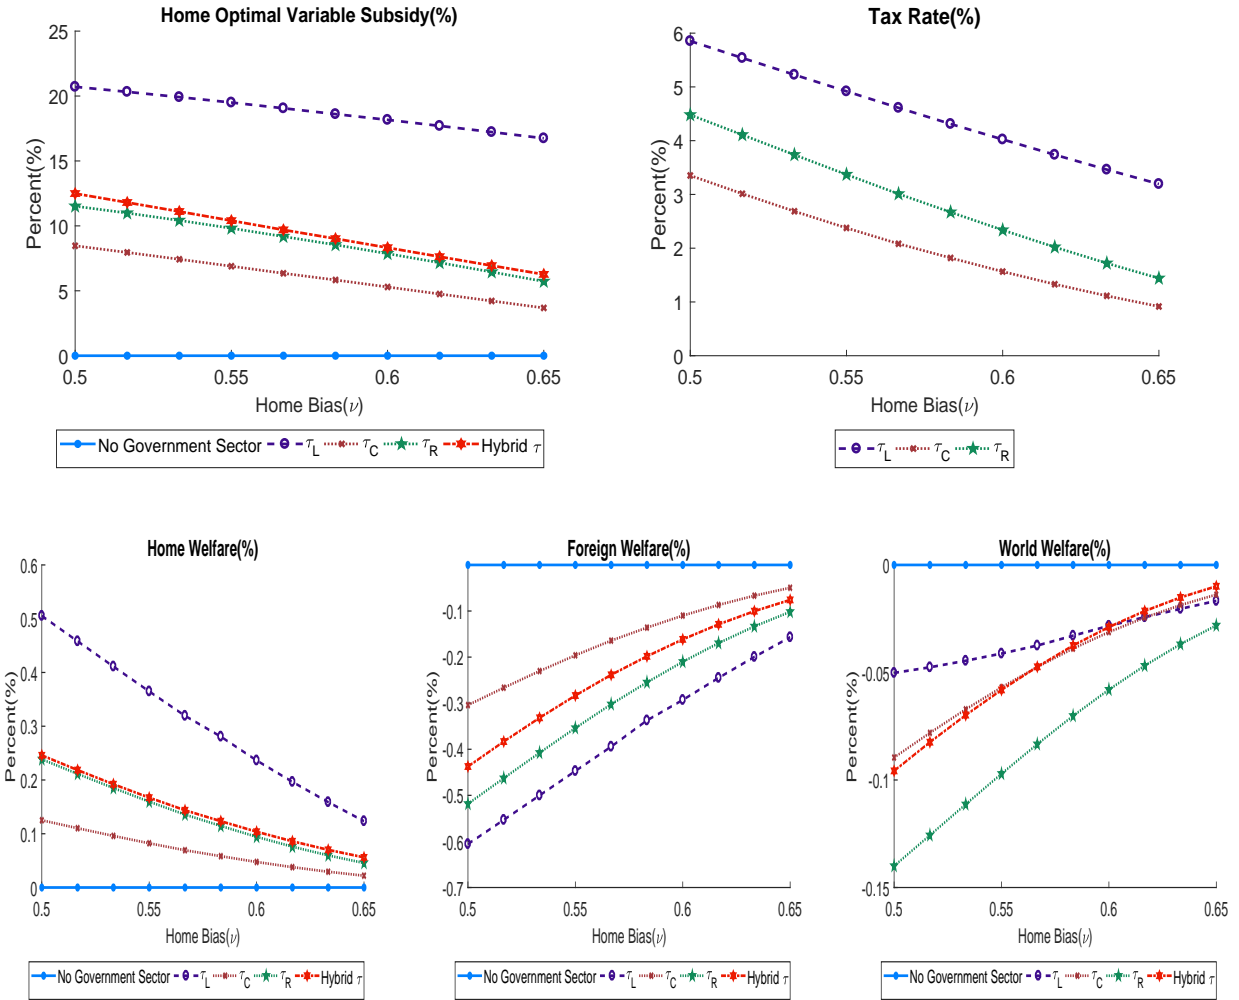 Home Optimal Variable Subsidy(%)
25
20
15
10
5
0
Percent(%)
0.5 0.55 0.6 0.65
Home Bias(ν)
No Government Sector τL τC τR Hybrid τ
Tax Rate(%)
6
5
4
3
2
1
0
Percent(%)
0.5 0.55 0.6 0.65
Home Bias(ν)
τL τC τR
Home Welfare(%)
0.6
0.5
0.4
0.3
0.2
0.1
0
Percent(%)
0.5 0.55 0.6 0.65
Home Bias(ν)
No Government Sector τL τC τR Hybrid τ
Foreign Welfare(%)
-0.1
-0.2
-0.3
-0.4
-0.5
-0.6
-0.7
Percent(%)
0.5 0.55 0.6 0.65
Home Bias(ν)
No Government Sector τL τC τR Hybrid τ
World Welfare(%)
0
-0.05
-0.1
-0.15
Percent(%)
0.5 0.55 0.6 0.65
Home Bias(ν)
No Government Sector τL τC τR Hybrid τ